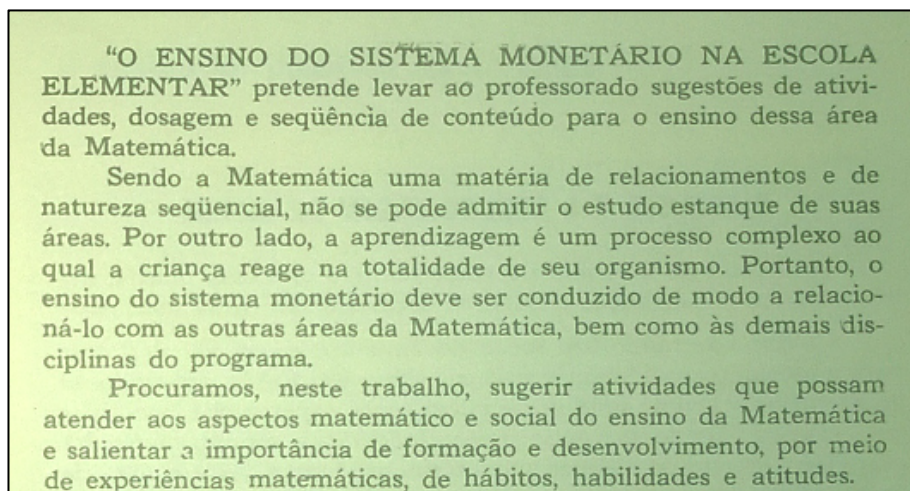 “O ENSINO DO SISTEMA MONETÁRIO NA ESCOLA
ELEMENTAR” pretende levar ao professorado sugestões de ativi-
dades, dosagem e seqüência de conteúdo para o ensino dessa área
da Matemática.
Sendo a Matemática uma matéria de relacionamentos e de
natureza seqüencial, não se pode admitir o estudo estanque de suas
áreas. Por outro lado, a aprendizagem é um processo complexo ao
qual a criança reage na totalidade de seu organismo. Portanto, o
ensino do sistema monetário deve ser conduzido de modo a relacio-
ná-lo com as outras áreas da Matemática, bem como às demais dis-
ciplinas do programa.
Procuramos, neste trabalho, sugerir atividades que possam
atender aos aspectos matemático e social do ensino da Matemática
e salientar a importância de formação e desenvolvimento, por meio
de experiências matemáticas, de hábitos, habilidades e atitudes.